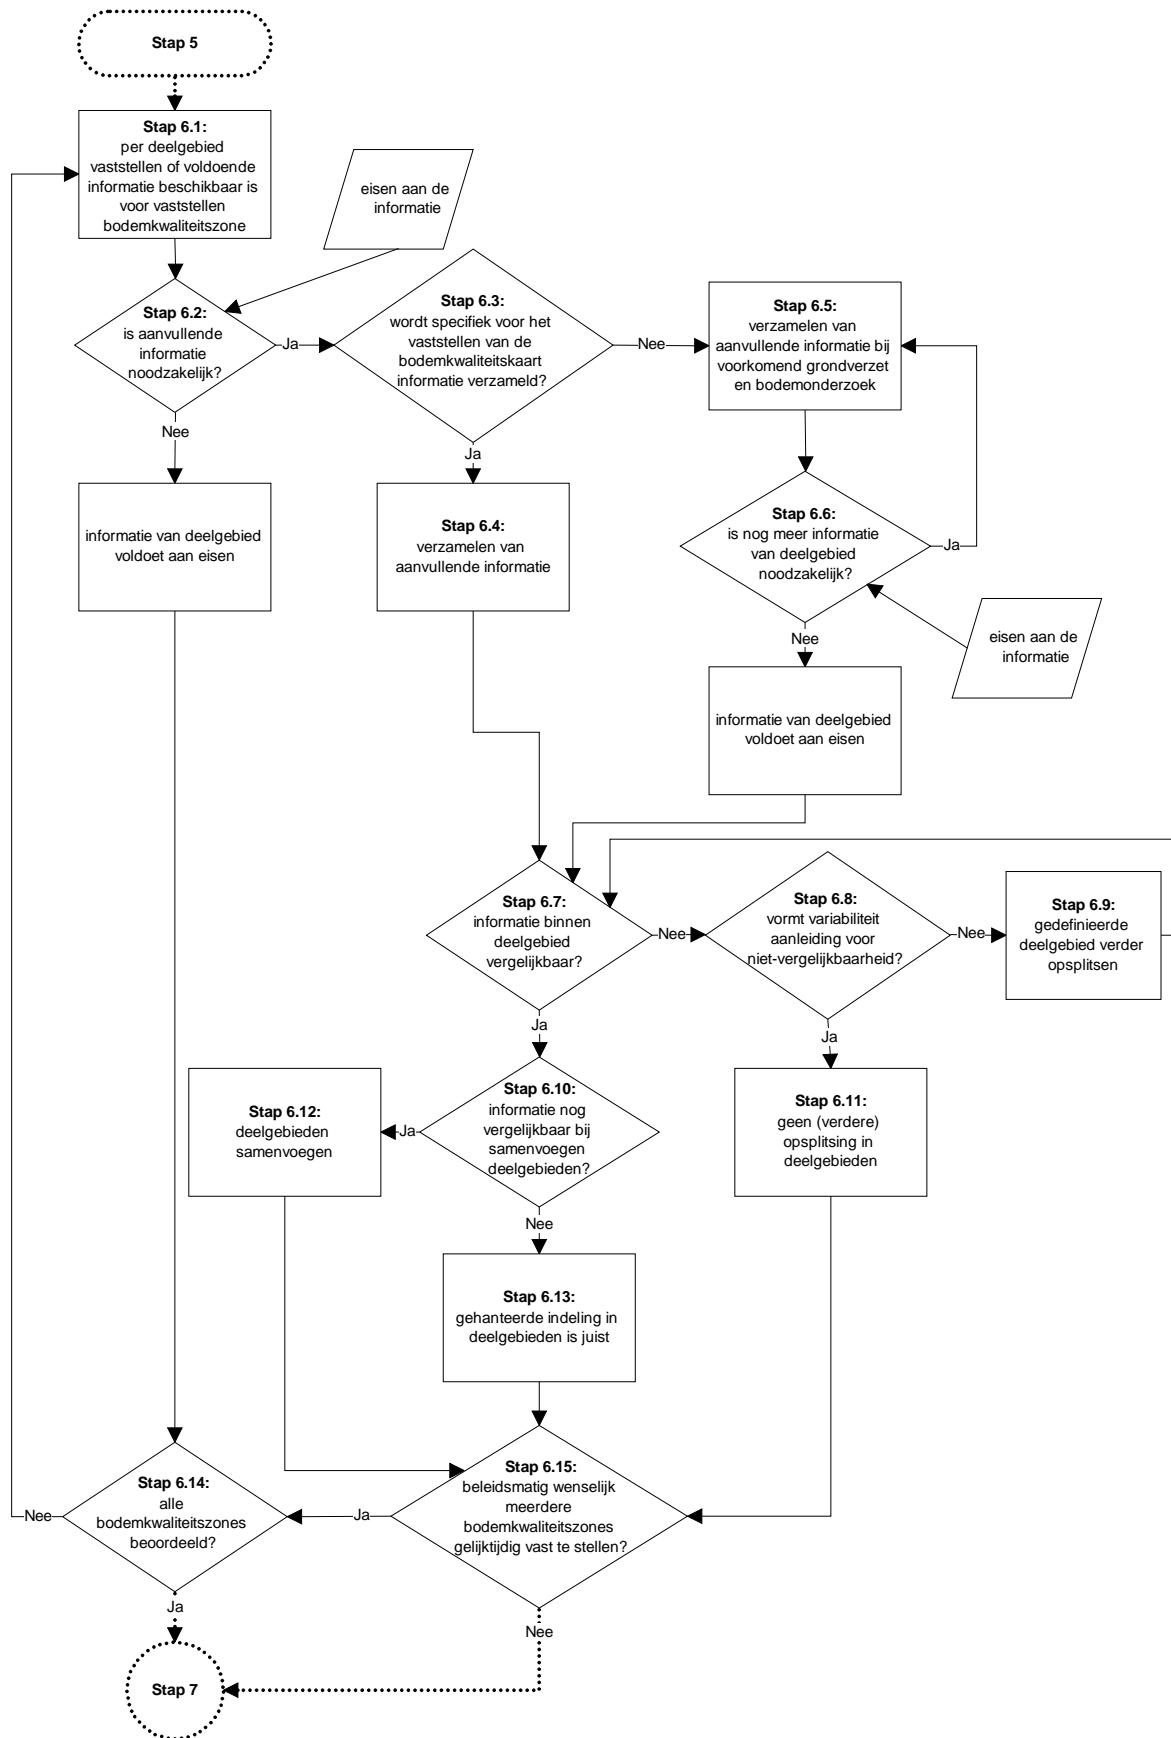 Stap 5
Stap 6.1:
per deelgebied
vaststellen of voldoende
informatie beschikbaar is
voor vaststellen
bodemkwaliteitszone
eisen aan de
informatie
Stap 6.2:
is aanvullende
informatie
noodzakelijk?
Ja
Stap 6.3:
wordt specifiek voor het
vaststellen van de
bodemkwaliteitskaart
informatie verzameld?
Nee
Stap 6.5:
verzamelen van
aanvullende informatie bij
voorkomend grondverzet
en bodemonderzoek
Nee
Ja
informatie van deelgebied
voldoet aan eisen
Stap 6.4:
verzamelen van
aanvullende informatie
Stap 6.6:
is nog meer informatie
van deelgebied
noodzakelijk?
Ja
eisen aan de
informatie
Nee
informatie van deelgebied
voldoet aan eisen
Stap 6.7:
informatie binnen
deelgebied
vergelijkbaar?
Nee
Stap 6.8:
vormt variabiliteit
aanleiding voor
niet-vergelijkbaarheid?
Nee
Stap 6.9:
gedefinieerde
deelgebied verder
opsplitsen
Ja
Ja
Stap 6.12:
deelgebieden
samenvoegen
Ja
Stap 6.10:
informatie nog
vergelijkbaar bij
samenvoegen
deelgebieden?
Stap 6.11:
geen (verdere)
opsplitsing in
deelgebieden
Nee
Stap 6.13:
gehanteerde indeling in
deelgebieden is juist
Nee
Stap 6.14:
alle
bodemkwaliteitszones
beoordeeld?
Ja
Stap 6.15:
beleidsmatig wenselijk
meerdere
bodemkwaliteitszones
gelijktijdig vast te stellen?
Ja
Nee
Stap 7